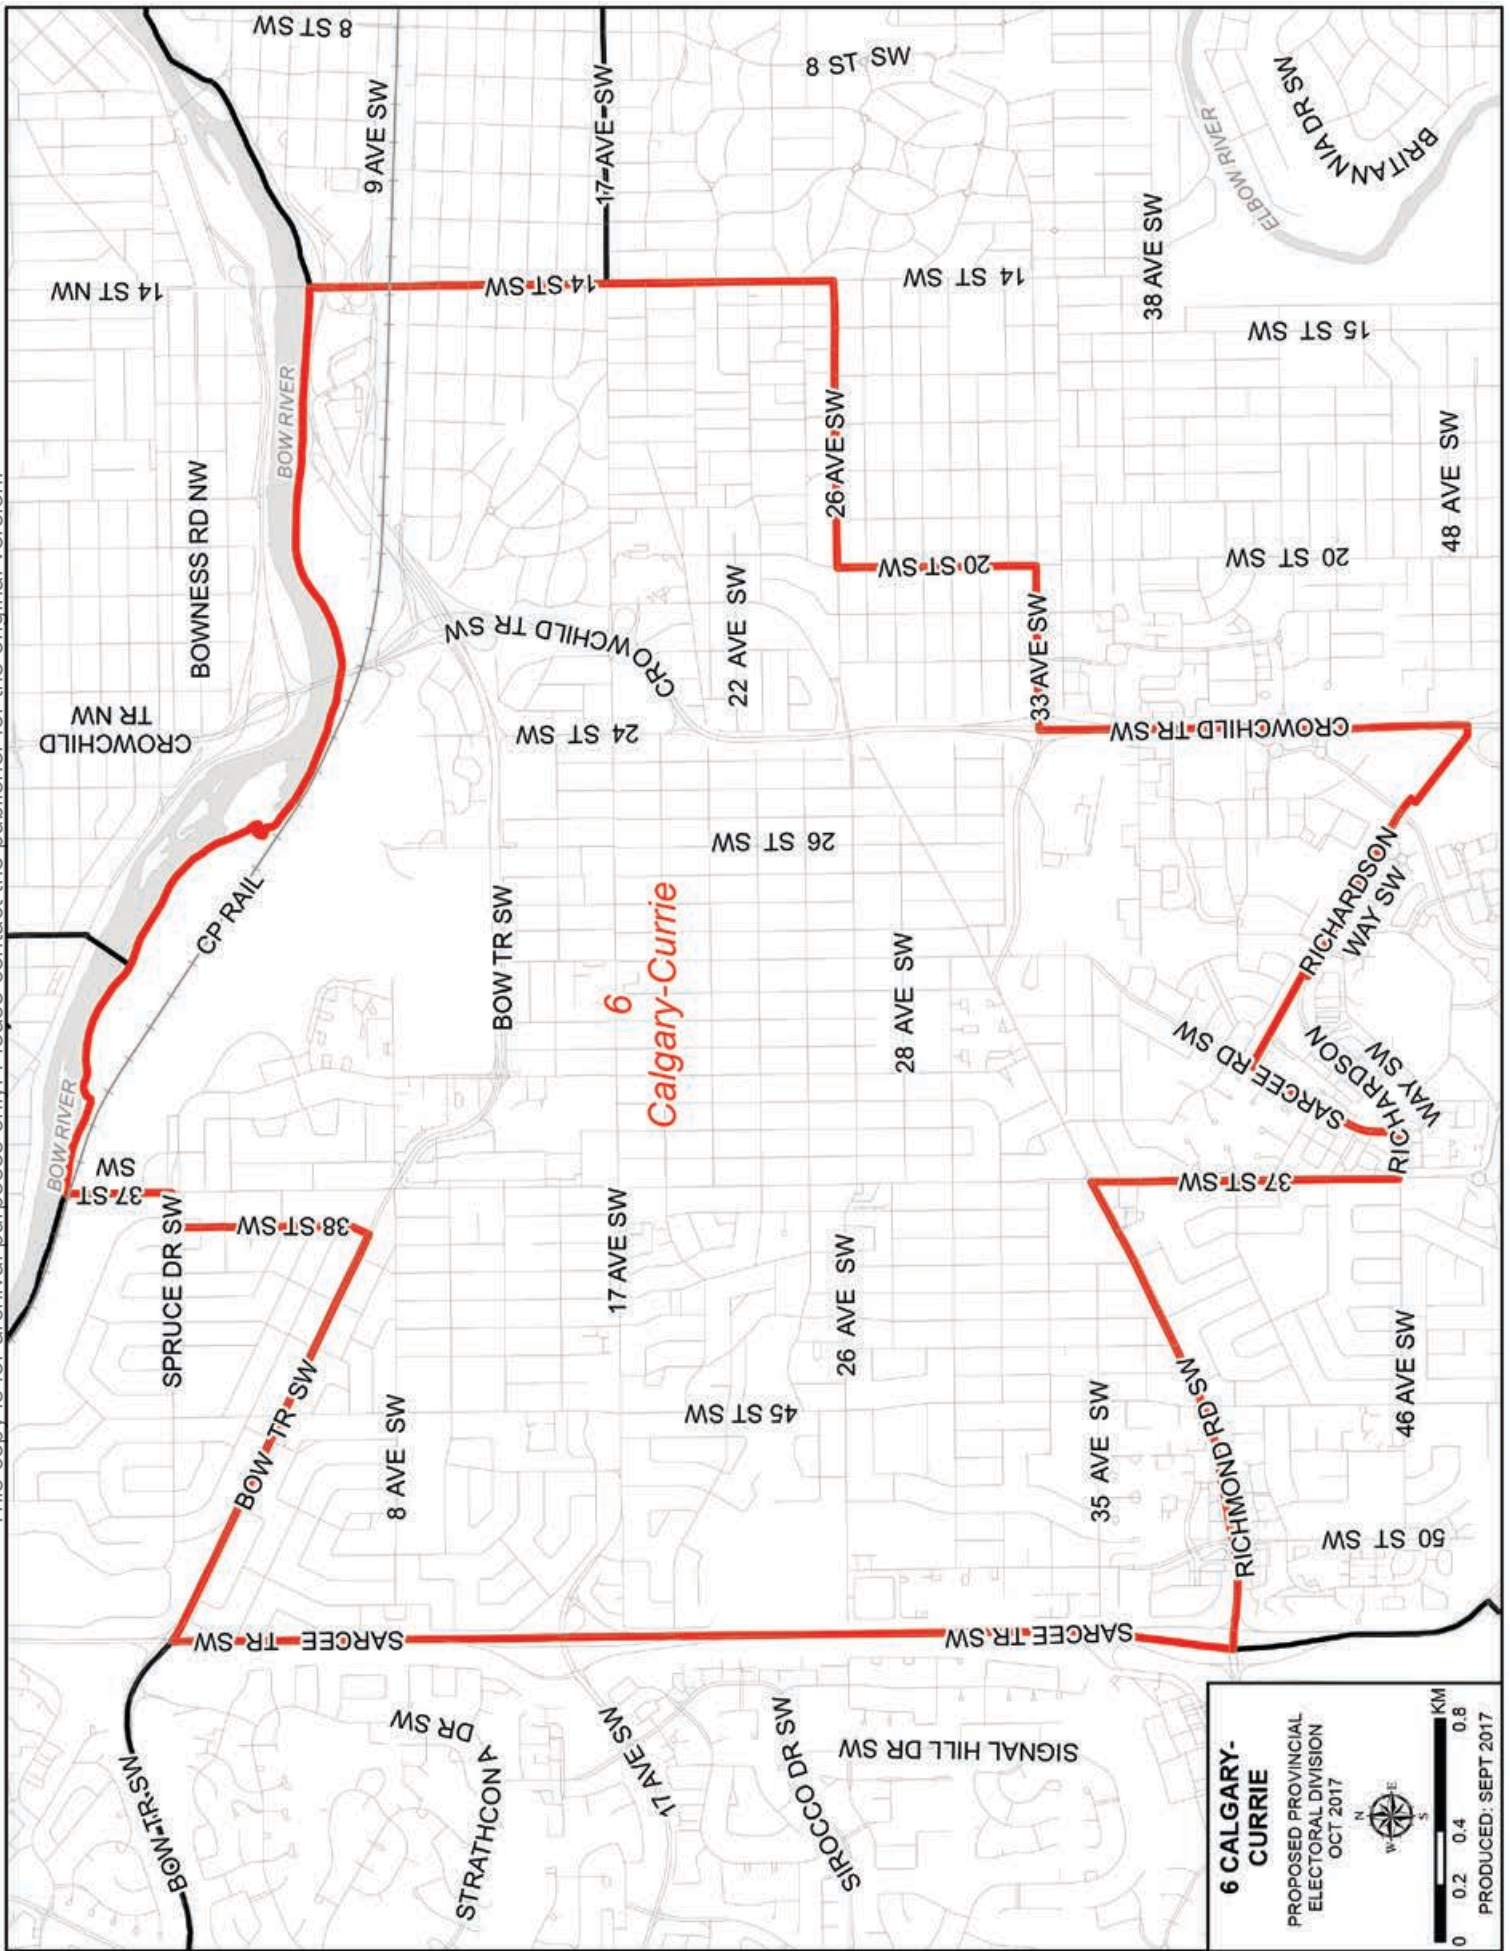 8 ST SW
9 AVE SW
17 AVE SW
8 ST SW
BRITANNIA DR SW
ELBOW RIVER
14 ST NW
14 ST SW
14 ST SW
38 AVE SW
15 ST SW
BOW RIVER
BOWNESS RD NW
26 AVE SW
48 AVE SW
20 ST SW
20 ST SW
CROWCHILD TR SW
22 AVE SW
33 AVE SW
CROWCHILD
TR NW
24 ST SW
CROWCHILD TR SW
26 ST SW
RICHARDSON
WAY SW
CP RAIL
BOW TR SW
6
Calgary-Currie
28 AVE SW
SARCEE RD SW
RICHARDSON
WAY SW
BOW RIVER
37 ST
SW
37 ST SW
SPRUCE DR SW
38 ST SW
17 AVE SW
26 AVE SW
BOW TR SW
8 AVE SW
45 ST SW
35 AVE SW
RICHMOND RD SW
46 AVE SW
50 ST SW
SARCEE TR SW
SARCEE TR SW
BOW T.R. SW
STRATHCONA
DR SW
17 AVE SW
SIROCCO DR SW
SIGNAL HILL DR SW
6 CALGARY-
CURRIE
PROPOSED PROVINCIAL
ELECTORAL DIVISION
OCT 2017
N
W E
S
0 0.2 0.4 0.8
KM
PRODUCED: SEPT 2017